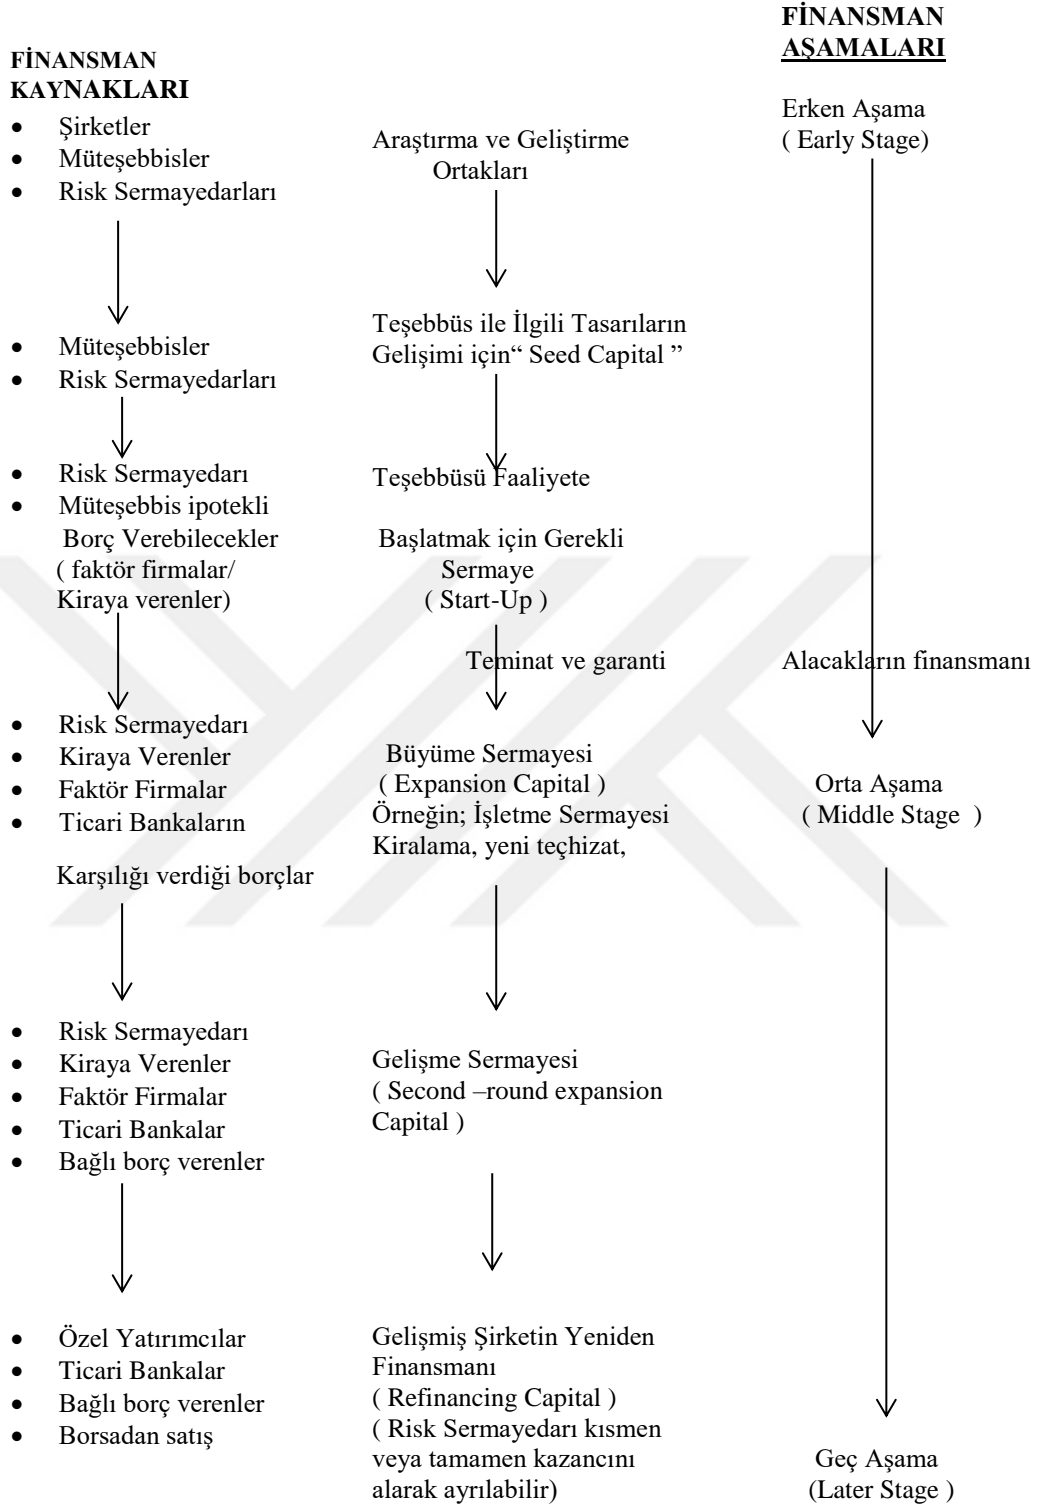 FİNANSMAN
KAYNAKLARI
• Şirketler
• Müteşebbisler
• Risk Sermayedarları
• Müteşebbisler
• Risk Sermayedarları
• Risk Sermayedarı
• Müteşebbis ipotekli
Borç Verebilecekler
( faktör firmalar/
Kiraya verenler)
• Risk Sermayedarı
• Kiraya Verenler
• Faktör Firmalar
• Ticari Bankaların
Karşılığı verdiği borçlar
• Risk Sermayedarı
• Kiraya Verenler
• Faktör Firmalar
• Ticari Bankalar
• Bağlı borç verenler
• Özel Yatırımcılar
• Ticari Bankalar
• Bağlı borç verenler
• Borsadan satış
Araştırma ve Geliştirme
Ortakları
Teşebbüs ile İlgili Tasarıların
Gelişimi için“ Seed Capital ”
Teşebbüsü Faaliyete
Başlatmak için Gerekli
Sermaye
( Start-Up )
Teminat ve garanti
Büyüme Sermayesi
( Expansion Capital )
Örneğin; İşletme Sermayesi
Kiralama, yeni teçhizat,
Gelişme Sermayesi
( Second –round expansion
Capital )
Gelişmiş Şirketin Yeniden
Finansmanı
( Refinancing Capital )
( Risk Sermayedarı kısmen
veya tamamen kazancını
alarak ayrılabilir)
FİNANSMAN
AŞAMALARI
Erken Aşama
( Early Stage)
Alacakların finansmanı
Orta Aşama
( Middle Stage )
Geç Aşama
(Later Stage )